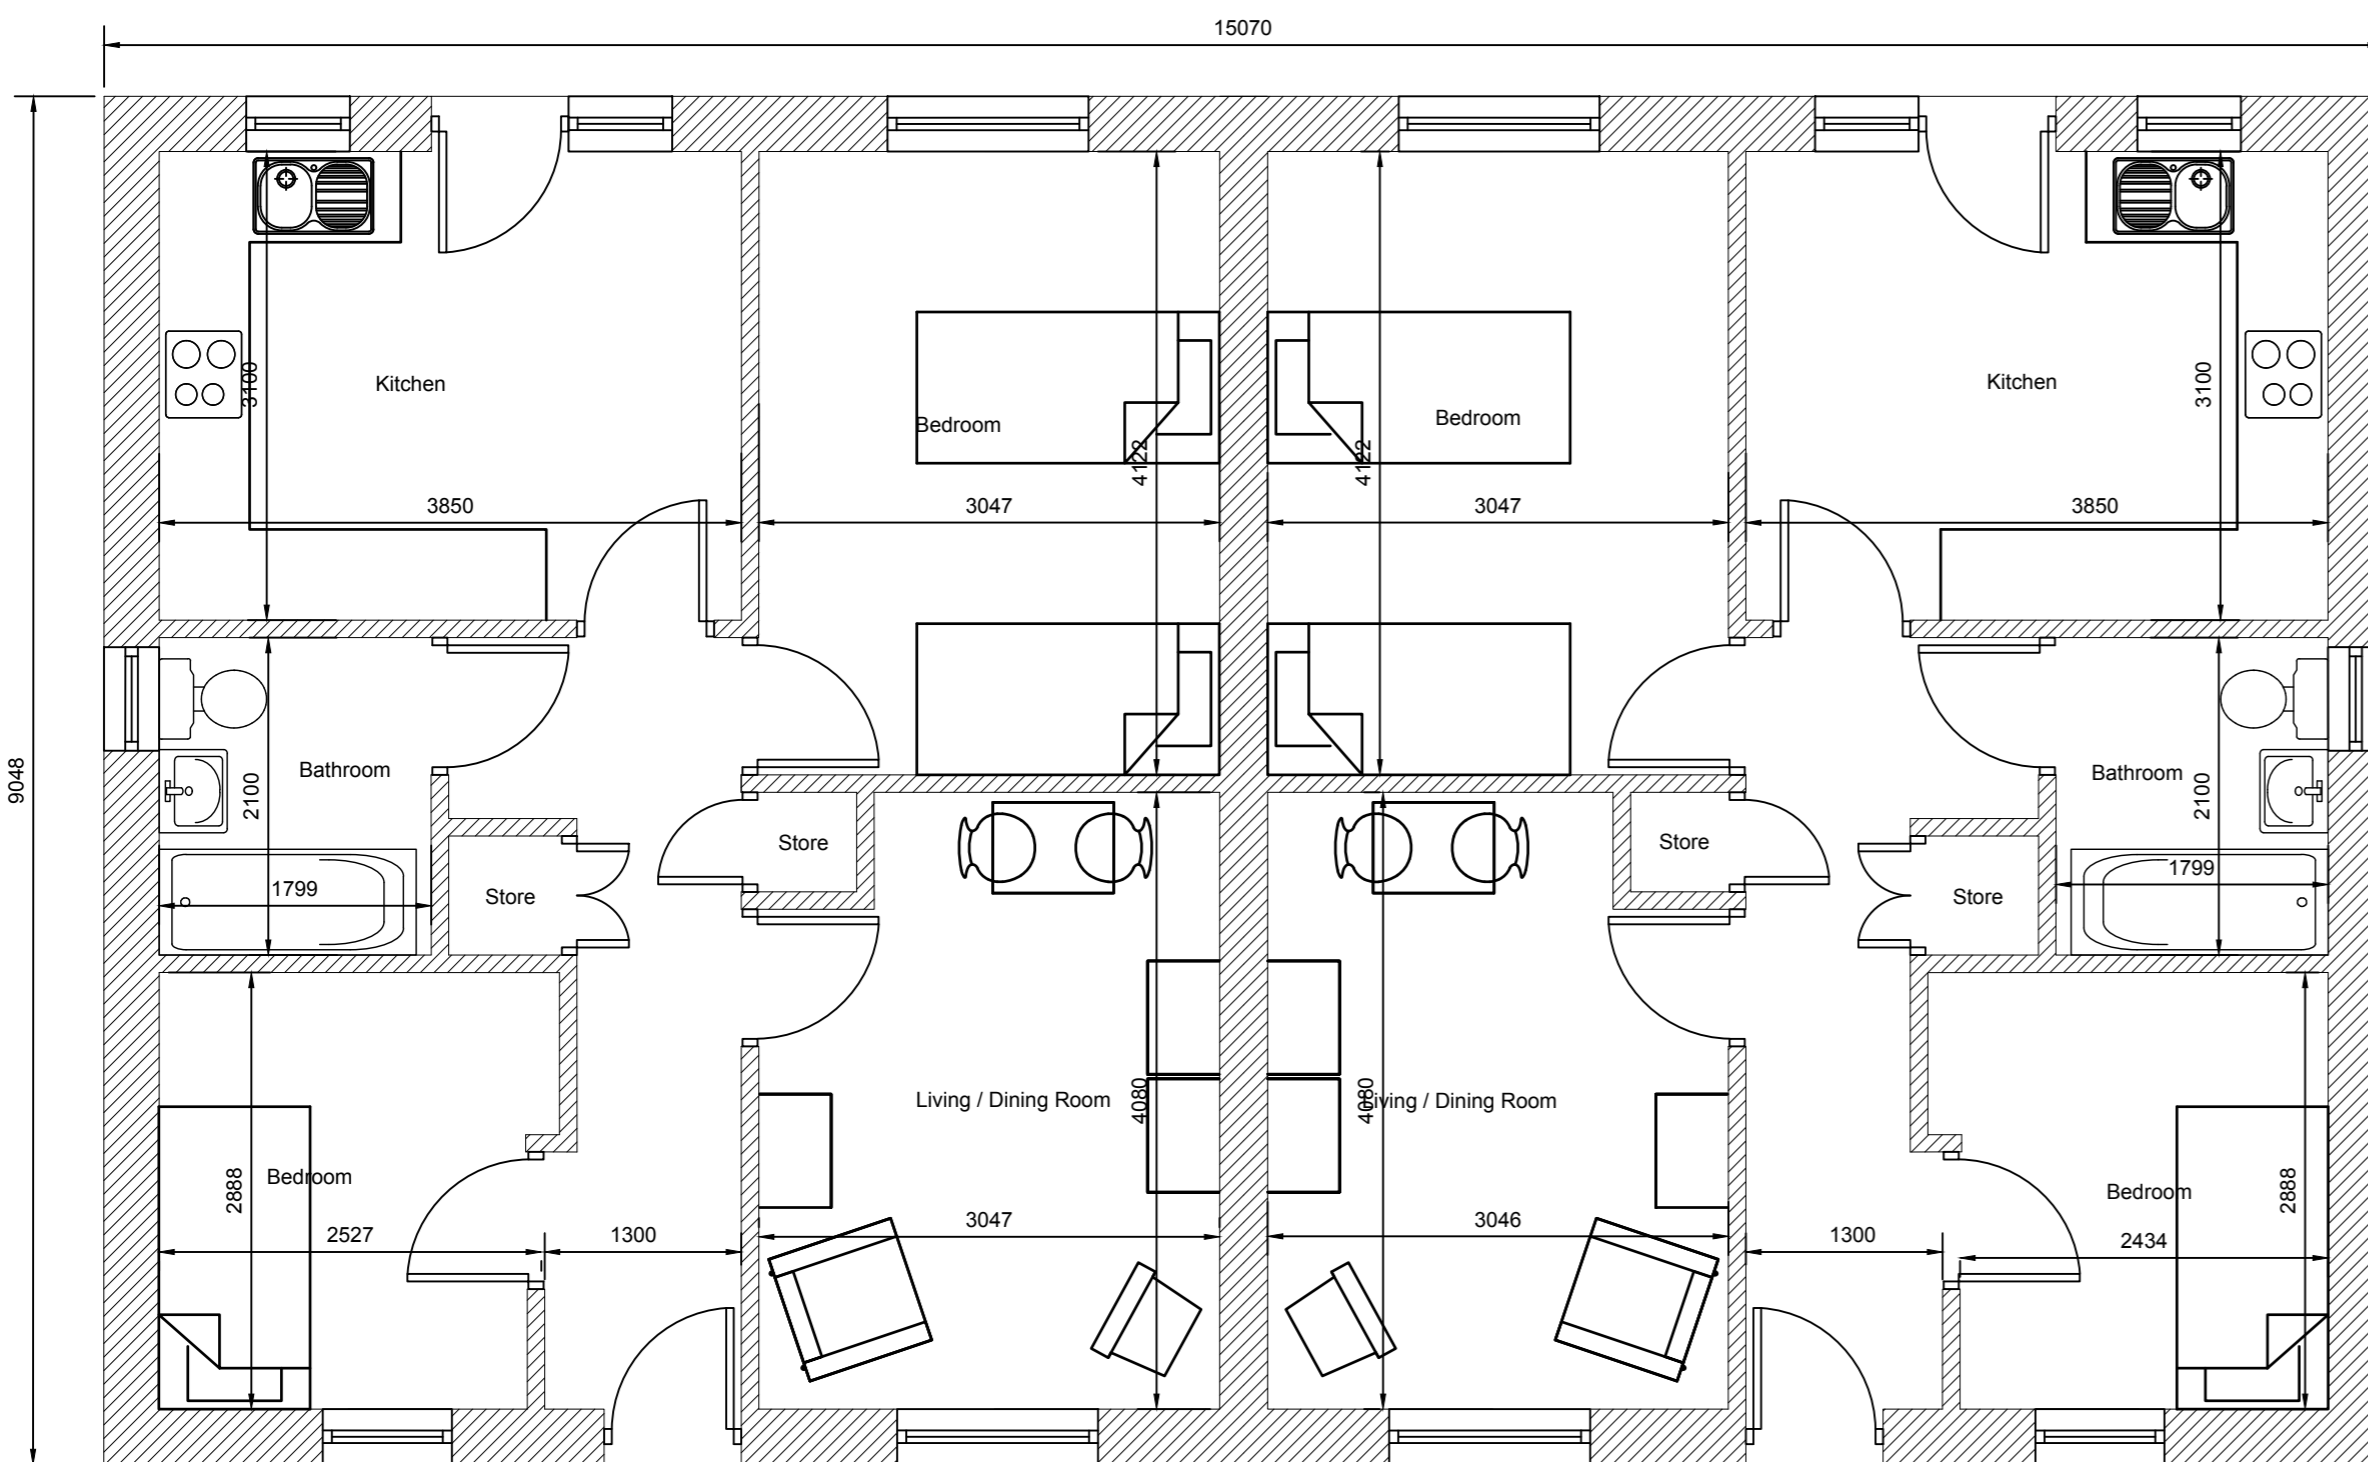 15070
Kitchen
3100
Bedroom
4122
4122
Bedroom
Kitchen
3100
3850
3047
3047
3850
9048
Bathroom
2100
Store
Store
Bathroom
2100
1799
Store
Store
1799
Living / Dining Room
4080
4080
Living / Dining Room
Bedroom
2888
Bedroom
2888
2527
1300
3047
3046
1300
2434